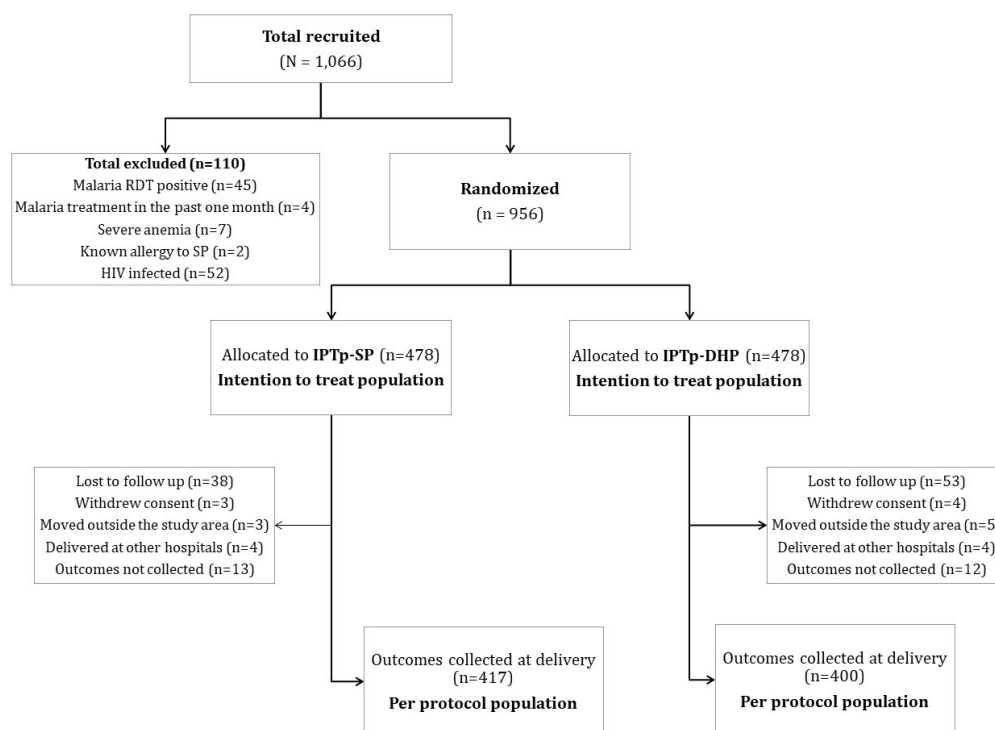 Total recruited
(N = 1,066)
Total excluded (n=110)
Malaria RDT positive (n=45)
Malaria treatment in the past one month (n=4)
Severe anemia (n=7)
Known allergy to SP (n=2)
HIV infected (n=52)
Randomized
(n = 956)
Allocated to IPTp-SP (n=478)
Intention to treat population
Allocated to IPTp-DHP (n=478)
Intention to treat population
Lost to follow up (n=38)
Withdrew consent (n=3)
Moved outside the study area (n=3)
Delivered at other hospitals (n=4)
Outcomes not collected (n=13)
Lost to follow up (n=53)
Withdrew consent (n=4)
Moved outside the study area (n=5
Delivered at other hospitals (n=4)
Outcomes not collected (n=12)
Outcomes collected at delivery
(n=417)
Per protocol population
Outcomes collected at delivery
(n=400)
Per protocol population